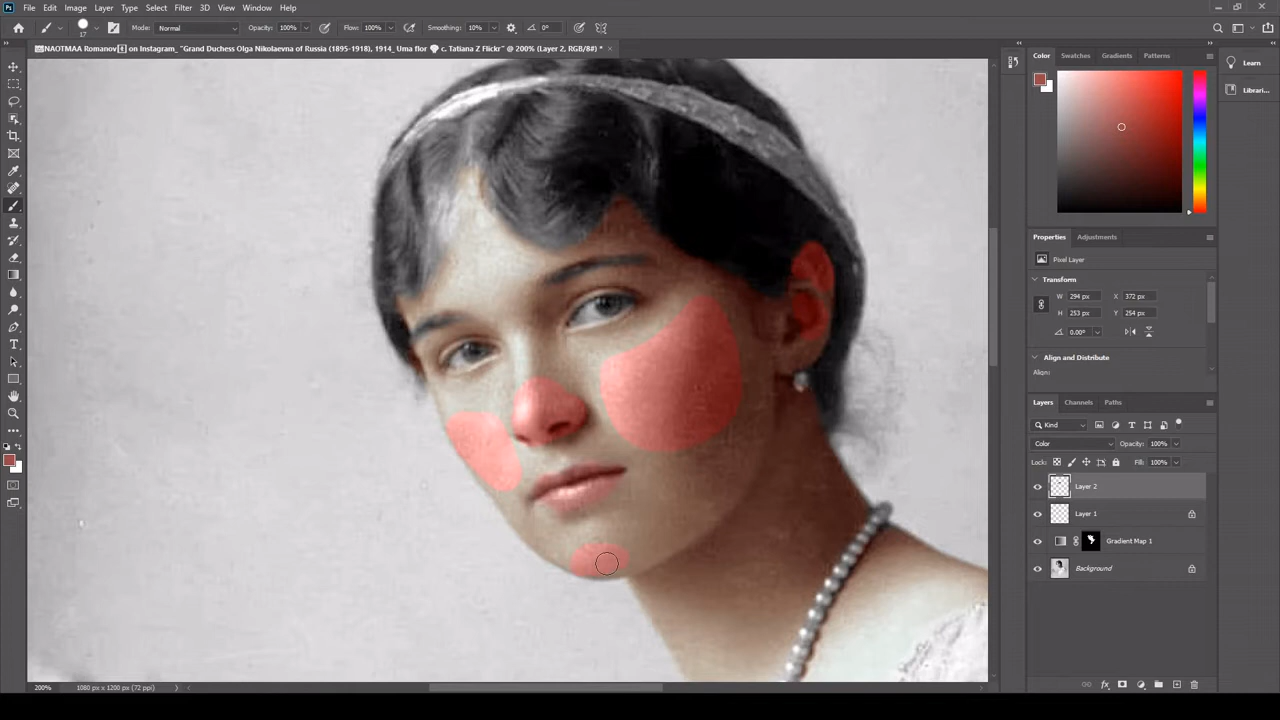 Ps File Edit Image Layer Type Select Filter 3D View Window Help
17 Mode: Normal Opacity: 100% Flow: 100% Smoothing: 10% 0°
Romanov on Instagram_ "Grand Duchess Olga Nikolaevna of Russia (1895-1918), 1914_ Uma flor c. Tatiana Z Flickr" @ 200% (Layer 2, RGB/8#) * ×
Color Swatches Gradients Patterns
Learn
Librari...
Properties Adjustments
Pixel Layer
Transform
W 294 px X 372 px
H 253 px Y 254 px
0.00°
Align and Distribute
Align:
Layers Channels Paths
Kind
Color Opacity: 100%
Lock: Fill: 100%
Layer 2
Layer 1
Gradient Map 1
Background
200% 1080 px x 1200 px (72 ppi)